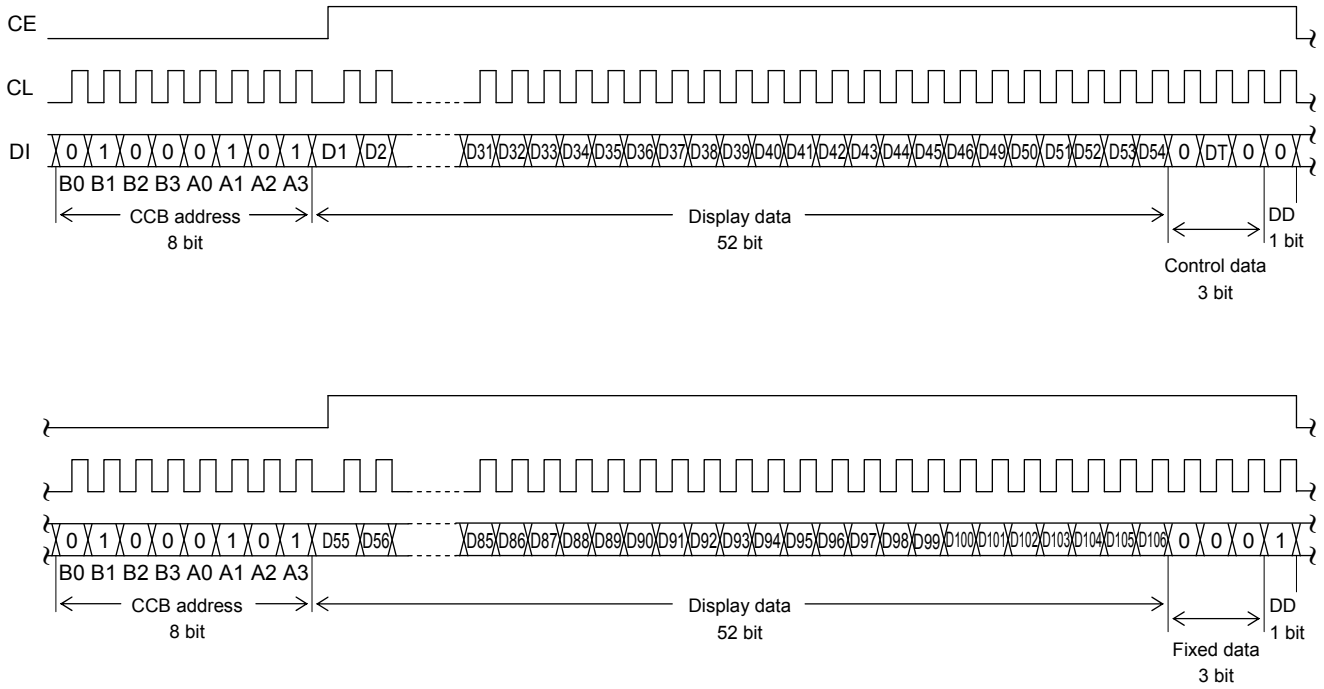 CE
CL
DI 0 1 0 0 0 1 0 1 D1 D2 D31 D32 D33 D34 D35 D36 D37 D38 D39 D40 D41 D42 D43 D44 D45 D46 D49 D50 D51 D52 D53 D54 0 DT 0 0
B0 B1 B2 B3 A0 A1 A2 A3
CCB address Display data DD
8 bit 52 bit 1 bit
Control data
3 bit
0 1 0 0 0 1 0 1 D55 D56 D85 D86 D87 D88 D89 D90 D91 D92 D93 D94 D95 D96 D97 D98 D99 D100 D101 D102 D103 D104 D105 D106 0 0 0 1
B0 B1 B2 B3 A0 A1 A2 A3
CCB address Display data DD
8 bit 52 bit 1 bit
Fixed data
3 bit